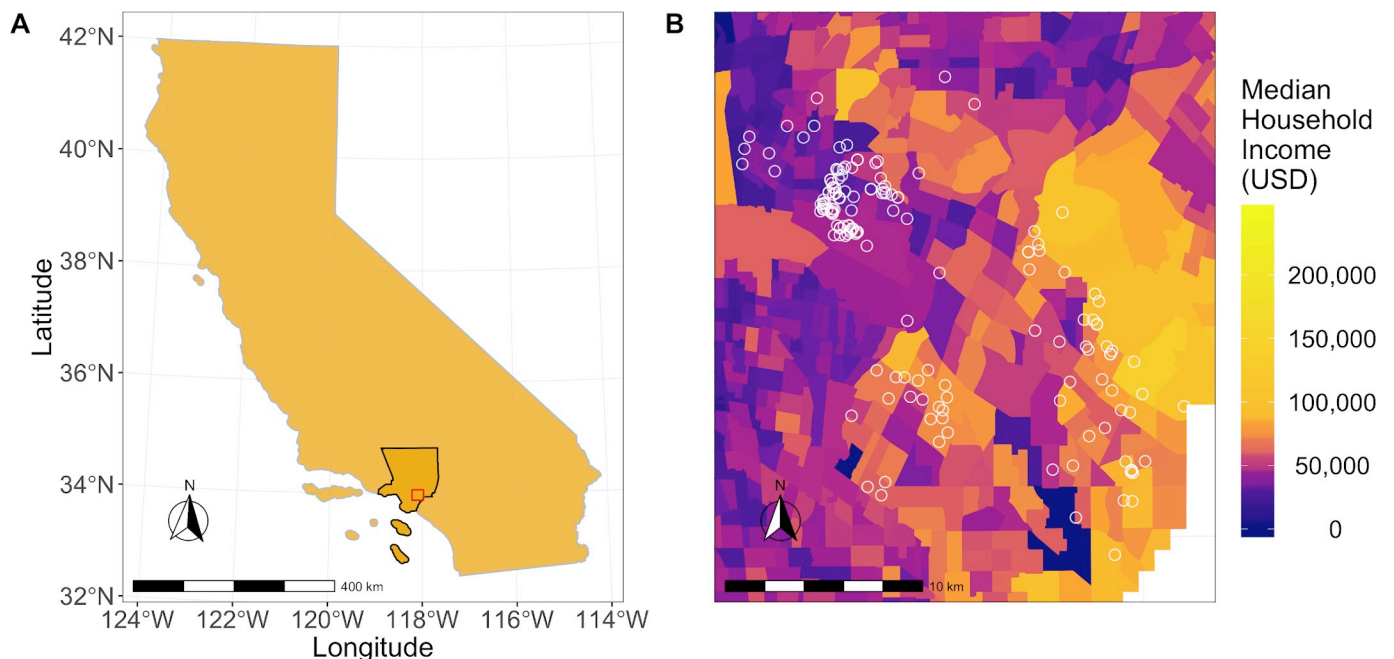 A
42°N
40°N
38°N
36°N
34°N
32°N
Latitude
N
400 km
124°W 122°W 120°W 118°W 116°W 114°W
Longitude
B
N
10 km
Median
Household
Income
(USD)
200,000
150,000
100,000
50,000
0